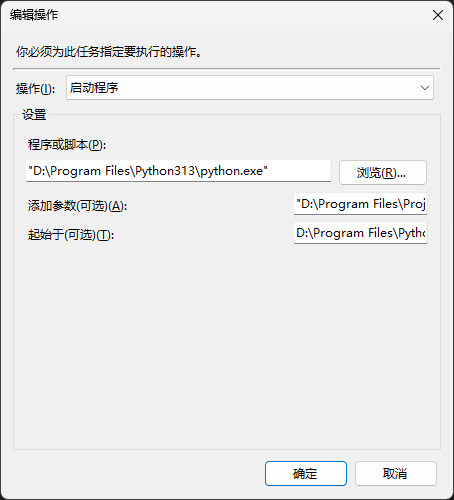 编辑操作
你必须为此任务指定要执行的操作。
操作(I): 启动程序
设置
程序或脚本(P):
"D:\Program Files\Python313\python.exe" 浏览(R)...
添加参数(可选)(A): "D:\Program Files\Proj
起始于(可选)(T): D:\Program Files\Pytho
确定 取消